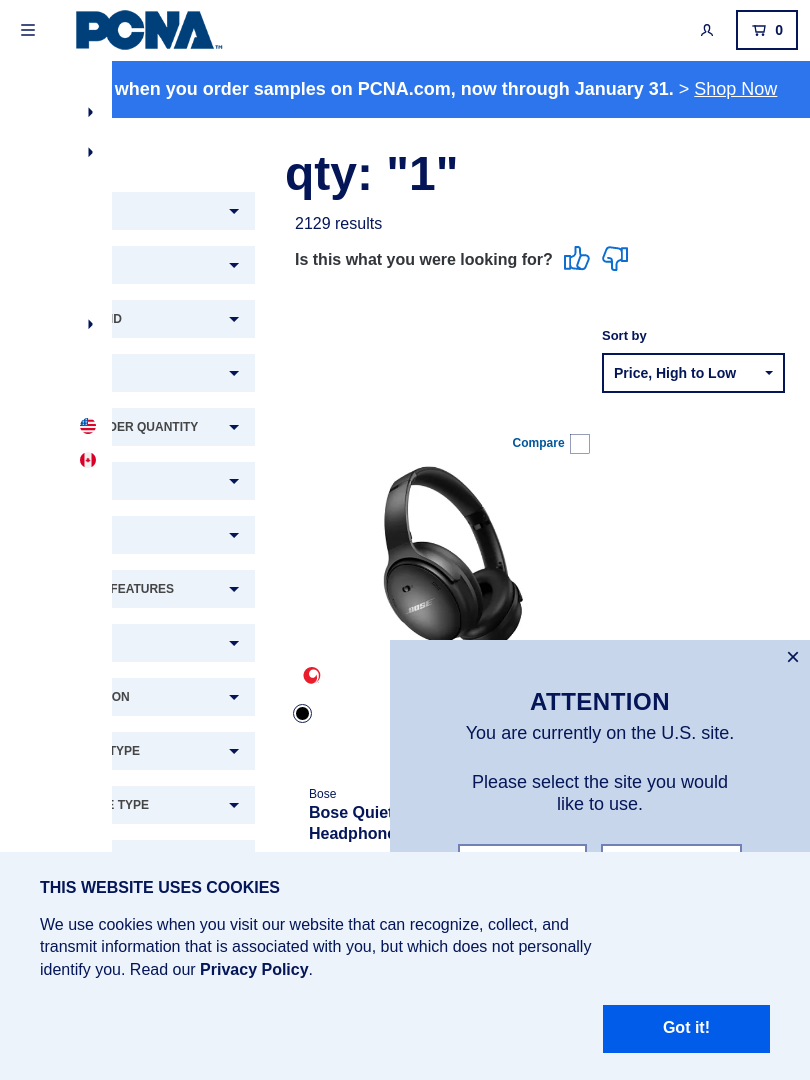 PCNA™
0
when you order samples on PCNA.com, now through January 31. > Shop Now
qty: "1"
2129 results
Is this what you were looking for?
Sort by
Price, High to Low
DER QUANTITY
FEATURES
ON
TYPE
TYPE
Compare
BOSE
Bose
Bose Quiet
Headphone
×
ATTENTION
You are currently on the U.S. site.
Please select the site you would
like to use.
THIS WEBSITE USES COOKIES
We use cookies when you visit our website that can recognize, collect, and
transmit information that is associated with you, but which does not personally
identify you. Read our Privacy Policy.
Got it!